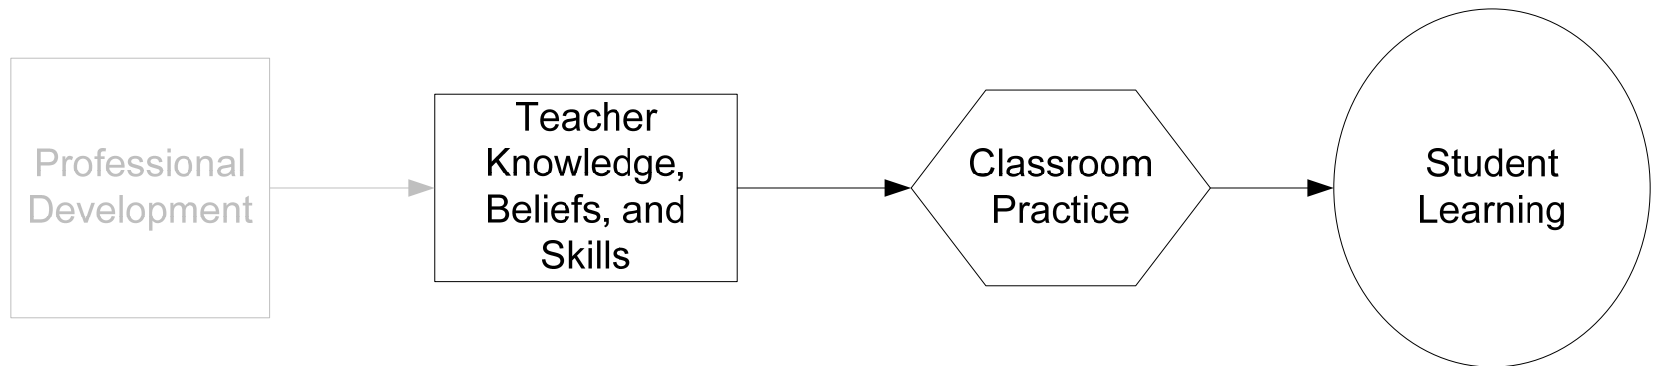 Professional
Development
Teacher
Knowledge,
Beliefs, and
Skills
Classroom
Practice
Student
Learning